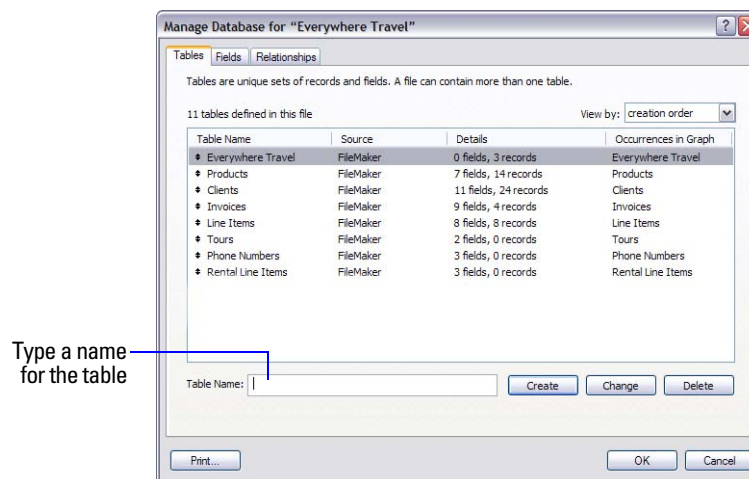 Manage Database for “Everywhere Travel”
Tables Fields Relationships
Tables are unique sets of records and fields. A file can contain more than one table.
11 tables defined in this file View by: creation order
Table Name Source Details Occurrences in Graph
Everywhere Travel FileMaker 0 fields, 3 records Everywhere Travel
Products FileMaker 7 fields, 14 records Products
Clients FileMaker 11 fields, 24 records Clients
Invoices FileMaker 9 fields, 4 records Invoices
Line Items FileMaker 8 fields, 8 records Line Items
Tours FileMaker 2 fields, 0 records Tours
Phone Numbers FileMaker 3 fields, 0 records Phone Numbers
Rental Line Items FileMaker 3 fields, 0 records Rental Line Items
Type a name
for the table
Table Name: Create Change Delete
Print... OK Cancel